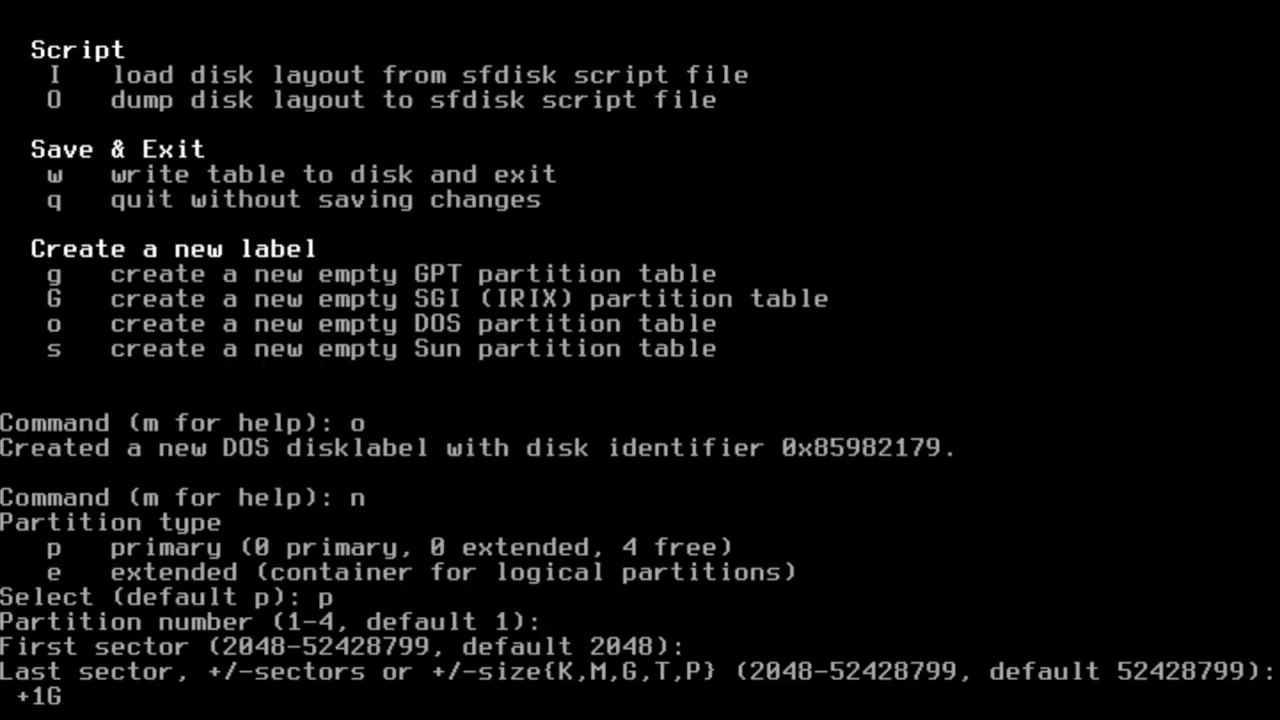 Script
I load disk layout from sfdisk script file
O dump disk layout to sfdisk script file
Save & Exit
w write table to disk and exit
q quit without saving changes
Create a new label
g create a new empty GPT partition table
G create a new empty SGI (IRIX) partition table
o create a new empty DOS partition table
s create a new empty Sun partition table
Command (m for help): o
Created a new DOS disklabel with disk identifier 0x85982179.
Command (m for help): n
Partition type
p primary (0 primary, 0 extended, 4 free)
e extended (container for logical partitions)
Select (default p): p
Partition number (1-4, default 1):
First sector (2048-52428799, default 2048):
Last sector, +/-sectors or +/-size{K,M,G,T,P} (2048-52428799, default 52428799):
+1G